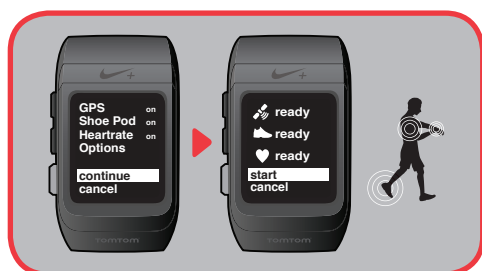 +
GPS on
Shoe Pod on
Heartrate on
Options
continue
cancel
TOMTOM
+
ready
ready
ready
start
cancel
TOMTOM